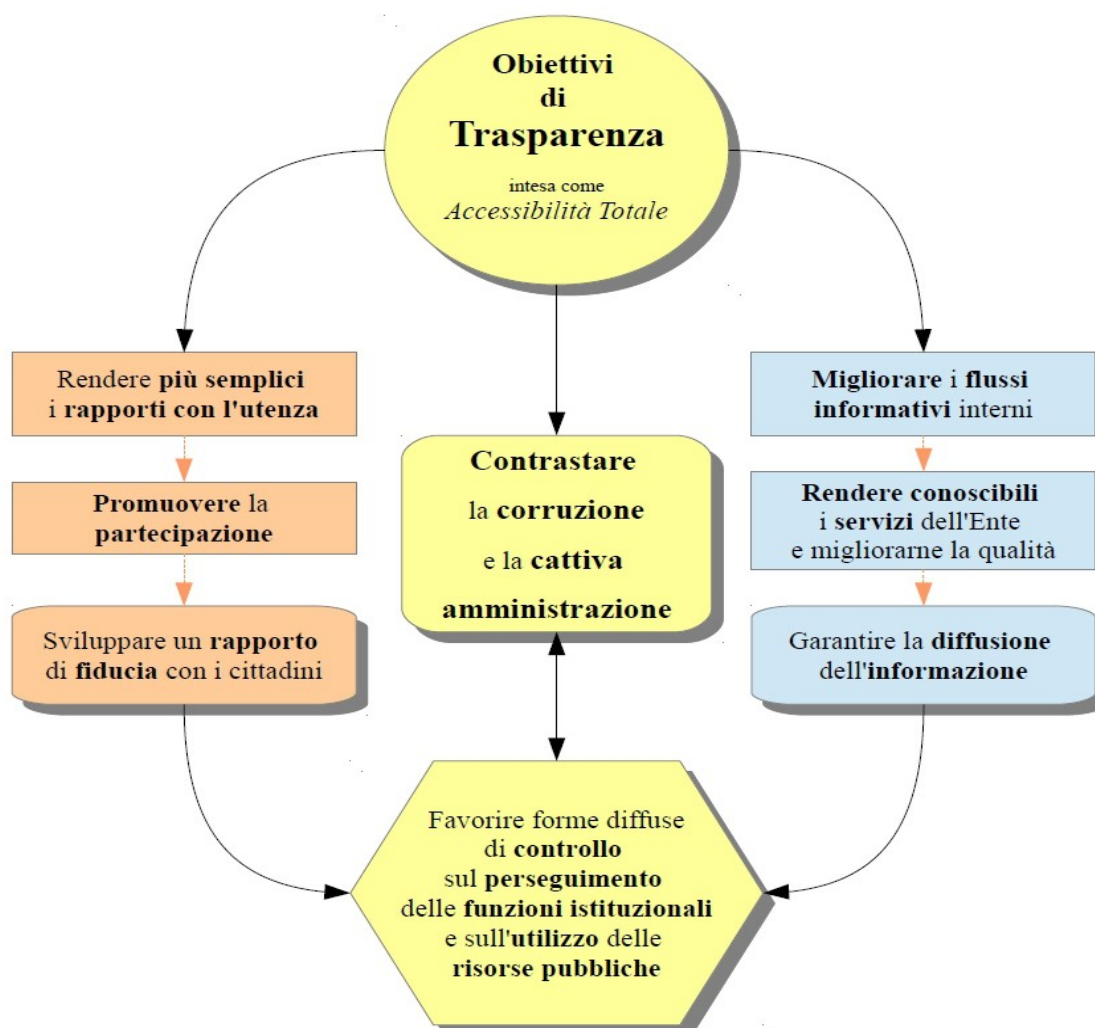 Obiettivi
di
Trasparenza
intesa come
Accessibilità Totale
Rendere più semplici
i rapporti con l'utenza
Promuovere la
partecipazione
Sviluppare un rapporto
di fiducia con i cittadini
Contrastare
la corruzione
e la cattiva
amministrazione
Migliorare i flussi
informativi interni
Rendere conoscibili
i servizi dell'Ente
e migliorarne la qualità
Garantire la diffusione
dell'informazione
Favorire forme diffuse
di controllo
sul perseguimento
delle funzioni istituzionali
e sull'utilizzo delle
risorse pubbliche